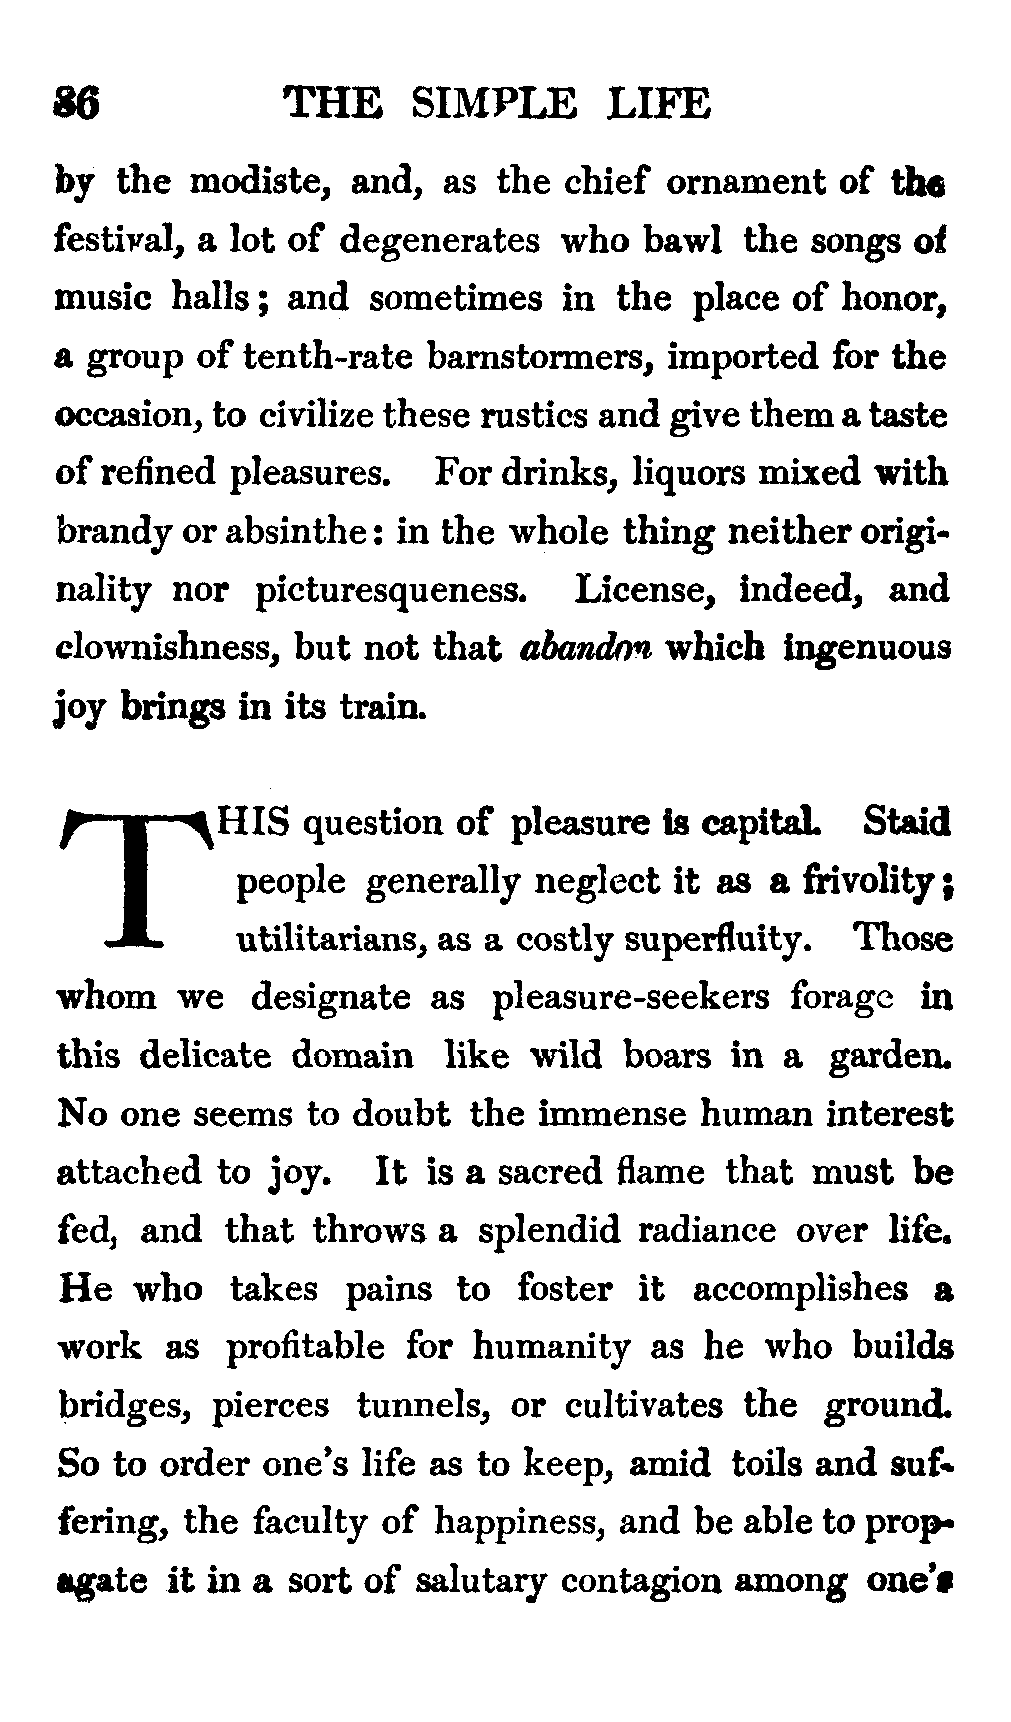 86 THE SIMPLE LIFE
by the modiste, and, as the chief ornament of the
festival, a lot of degenerates who bawl the songs of
music halls; and sometimes in the place of honor,
a group of tenth-rate barnstormers, imported for the
occasion, to civilize these rustics and give them a taste
of refined pleasures. For drinks, liquors mixed with
brandy or absinthe: in the whole thing neither origi-
nality nor picturesqueness. License, indeed, and
clownishness, but not that abandon which ingenuous
joy brings in its train.
THIS question of pleasure is capital. Staid
people generally neglect it as a frivolity;
utilitarians, as a costly superfluity. Those
whom we designate as pleasure-seekers forage in
this delicate domain like wild boars in a garden.
No one seems to doubt the immense human interest
attached to joy. It is a sacred flame that must be
fed, and that throws a splendid radiance over life.
He who takes pains to foster it accomplishes a
work as profitable for humanity as he who builds
bridges, pierces tunnels, or cultivates the ground.
So to order one's life as to keep, amid toils and suf-
fering, the faculty of happiness, and be able to prop-
agate it in a sort of salutary contagion among one's